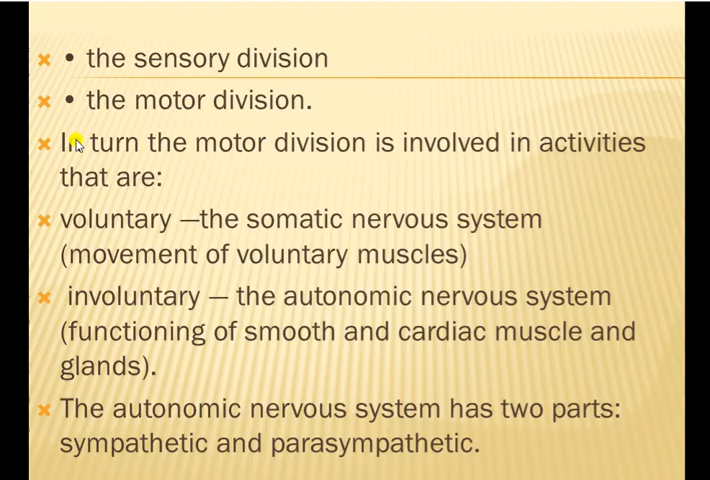 • the sensory division
• the motor division.
In turn the motor division is involved in activities
that are:
voluntary —the somatic nervous system
(movement of voluntary muscles)
involuntary — the autonomic nervous system
(functioning of smooth and cardiac muscle and
glands).
The autonomic nervous system has two parts:
sympathetic and parasympathetic.